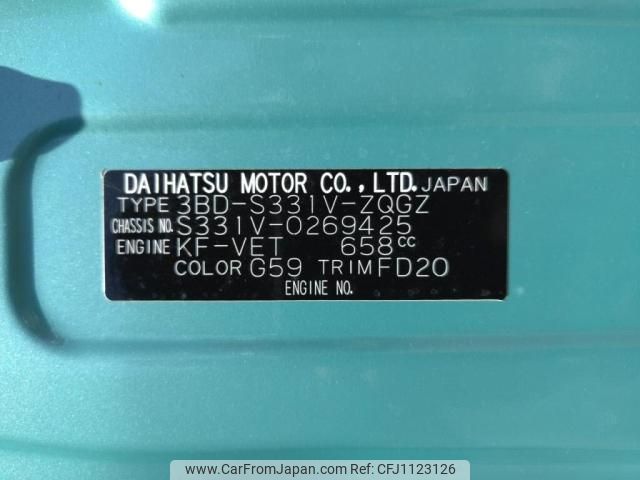 DAIHATSU MOTOR CO.,LTD. JAPAN
TYPE 3BD-S331V-ZQGZ
CHASSIS NO. S331V-0269425
ENGINE KF-VET 658cc
COLOR G59 TRIM FD20
ENGINE NO.
www.CarFromJapan.com - CFJ1123126